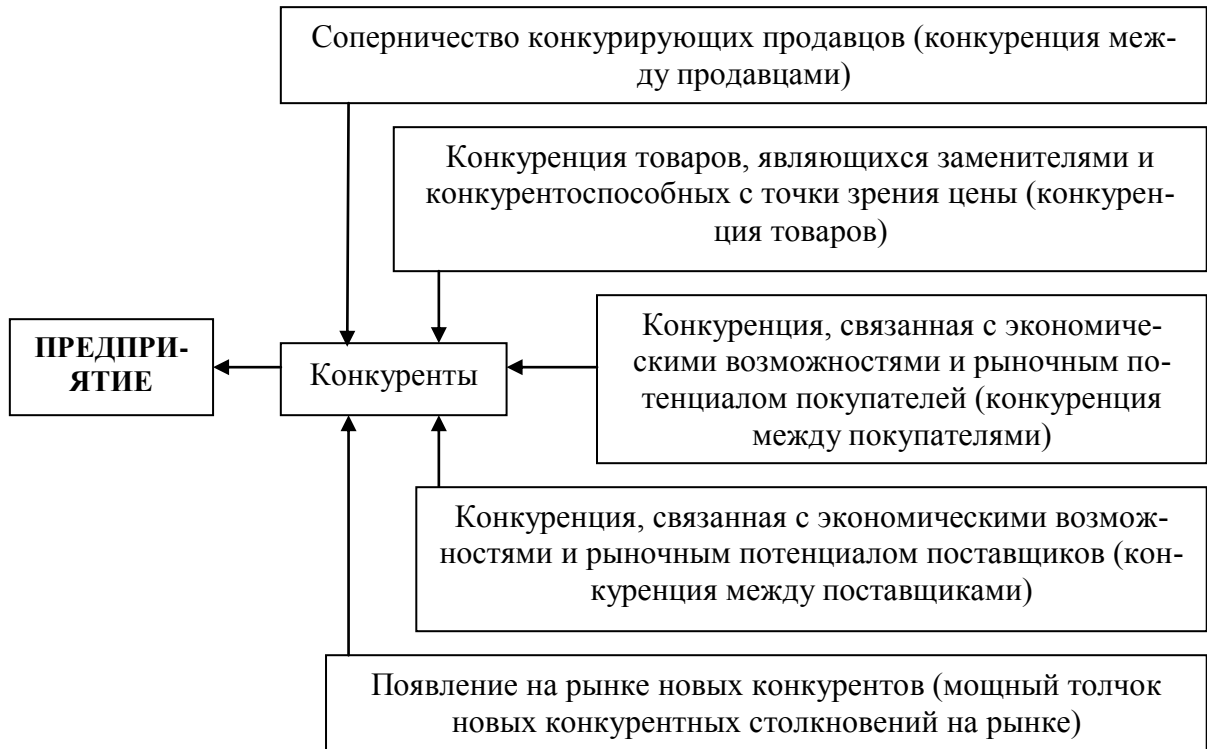 Соперничество конкурирующих продавцов (конкуренция меж-
ду продавцами)
Конкуренция товаров, являющихся заменителями и
конкурентоспособных с точки зрения цены (конкурен-
ция товаров)
ПРЕДПРИ-
ЯТИЕ
Конкуренты
Конкуренция, связанная с экономиче-
скими возможностями и рыночным по-
тенциалом покупателей (конкуренция
между покупателями)
Конкуренция, связанная с экономическими возмож-
ностями и рыночным потенциалом поставщиков (кон-
куренция между поставщиками)
Появление на рынке новых конкурентов (мощный толчок
новых конкурентных столкновений на рынке)